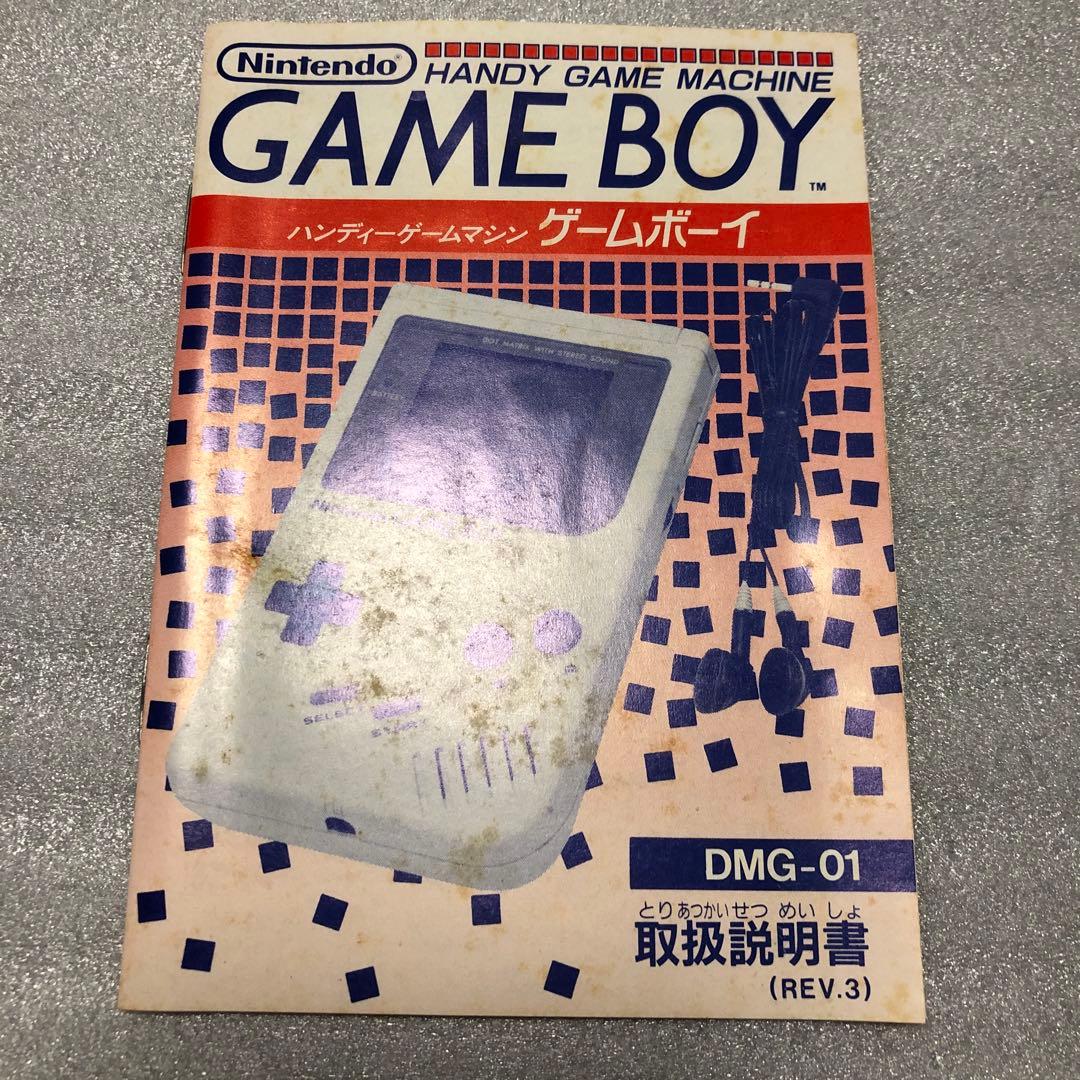 Nintendo®
HANDY GAME MACHINE
GAME BOY™
ハンディーゲームマシン ゲームボーイ
DOT MATRIX WITH STEREO SOUND
BATTERY
Nintendo
SELECT
START
DMG-01
とりあつかいせつ めい しょ
取扱説明書
(REV.3)